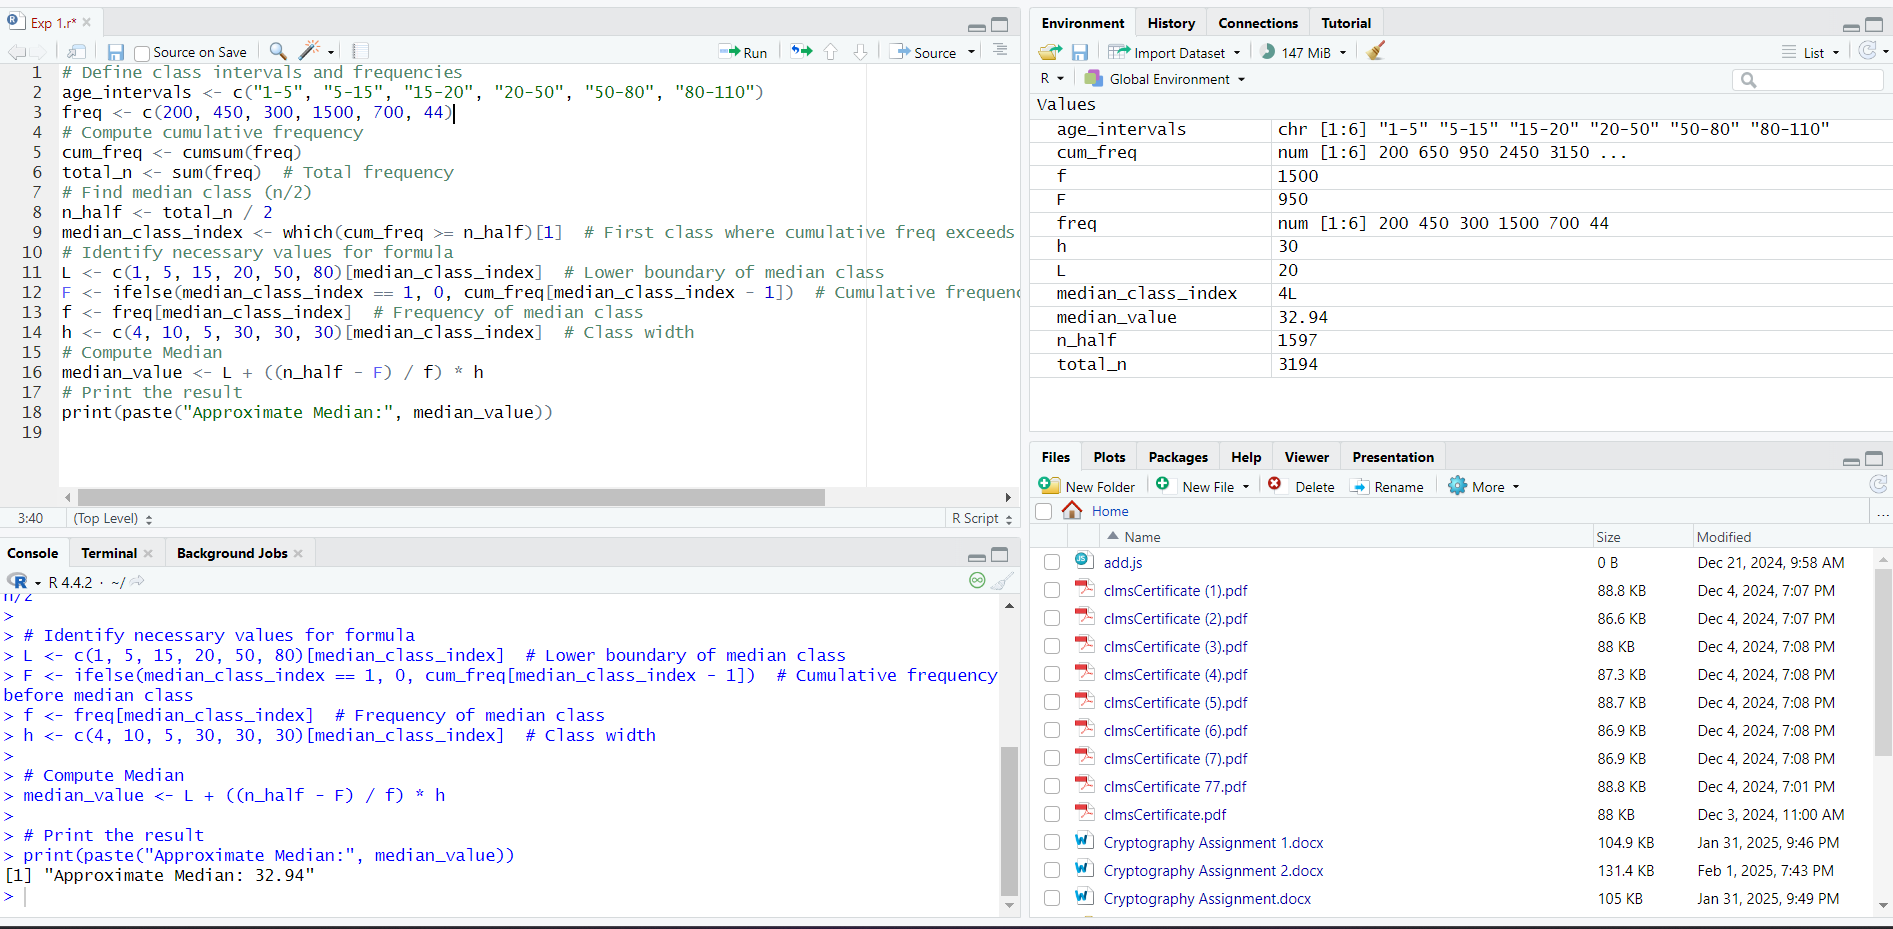 Exp 1.r*
Source on Save
Run
Source
1 # Define class intervals and frequencies
2 age_intervals <- c("1-5", "5-15", "15-20", "20-50", "50-80", "80-110")
3 freq <- c(200, 450, 300, 1500, 700, 44)
4 # Compute cumulative frequency
5 cum_freq <- cumsum(freq)
6 total_n <- sum(freq)  # Total frequency
7 # Find median class (n/2)
8 n_half <- total_n / 2
9 median_class_index <- which(cum_freq >= n_half)[1]  # First class where cumulative freq exceeds
10 # Identify necessary values for formula
11 L <- c(1, 5, 15, 20, 50, 80)[median_class_index]  # Lower boundary of median class
12 F <- ifelse(median_class_index == 1, 0, cum_freq[median_class_index - 1])  # Cumulative frequenc
13 f <- freq[median_class_index]  # Frequency of median class
14 h <- c(4, 10, 5, 30, 30, 30)[median_class_index]  # Class width
15 # Compute Median
16 median_value <- L + ((n_half - F) / f) * h
17 # Print the result
18 print(paste("Approximate Median:", median_value))
19
3:40 (Top Level) R Script
Console Terminal Background Jobs
R R 4.4.2 · ~/
n/2
>
> # Identify necessary values for formula
> L <- c(1, 5, 15, 20, 50, 80)[median_class_index]  # Lower boundary of median class
> F <- ifelse(median_class_index == 1, 0, cum_freq[median_class_index - 1])  # Cumulative frequency
before median class
> f <- freq[median_class_index]  # Frequency of median class
> h <- c(4, 10, 5, 30, 30, 30)[median_class_index]  # Class width
>
> # Compute Median
> median_value <- L + ((n_half - F) / f) * h
>
> # Print the result
> print(paste("Approximate Median:", median_value))
[1] "Approximate Median: 32.94"
>
Environment History Connections Tutorial
Import Dataset 147 MiB List
R Global Environment
Values
age_intervals chr [1:6] "1-5" "5-15" "15-20" "20-50" "50-80" "80-110"
cum_freq num [1:6] 200 650 950 2450 3150 ...
f 1500
F 950
freq num [1:6] 200 450 300 1500 700 44
h 30
L 20
median_class_index 4L
median_value 32.94
n_half 1597
total_n 3194
Files Plots Packages Help Viewer Presentation
New Folder New File Delete Rename More
Home ...
Name Size Modified
add.js 0 B Dec 21, 2024, 9:58 AM
clmsCertificate (1).pdf 88.8 KB Dec 4, 2024, 7:07 PM
clmsCertificate (2).pdf 86.6 KB Dec 4, 2024, 7:07 PM
clmsCertificate (3).pdf 88 KB Dec 4, 2024, 7:08 PM
clmsCertificate (4).pdf 87.3 KB Dec 4, 2024, 7:08 PM
clmsCertificate (5).pdf 88.7 KB Dec 4, 2024, 7:08 PM
clmsCertificate (6).pdf 86.9 KB Dec 4, 2024, 7:08 PM
clmsCertificate (7).pdf 86.9 KB Dec 4, 2024, 7:08 PM
clmsCertificate 77.pdf 88.8 KB Dec 4, 2024, 7:01 PM
clmsCertificate.pdf 88 KB Dec 3, 2024, 11:00 AM
Cryptography Assignment 1.docx 104.9 KB Jan 31, 2025, 9:46 PM
Cryptography Assignment 2.docx 131.4 KB Feb 1, 2025, 7:43 PM
Cryptography Assignment.docx 105 KB Jan 31, 2025, 9:49 PM